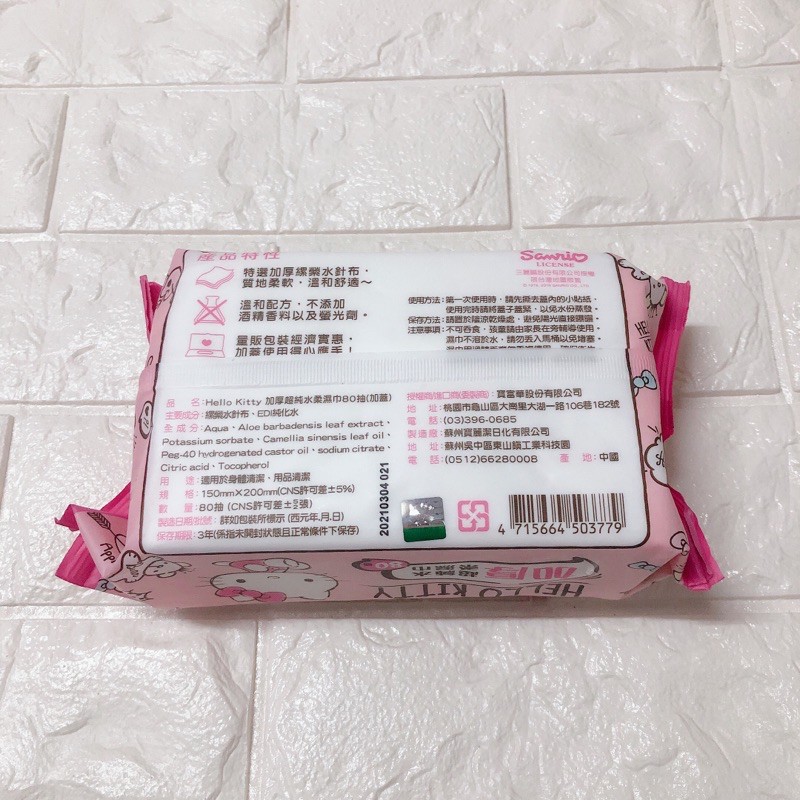 產品特性
特選加厚縲縈水針布，
質地柔軟，溫和舒適～
溫和配方，不添加
酒精香料以及螢光劑。
量販包裝經濟實惠，
加蓋使用得心應手！
Sanrio
LICENSE
使用方法：第一次使用時，請先撕去蓋內的小貼紙。
使用完請將蓋子蓋緊，以免水份蒸發。
保存方法：請置於陰涼乾燥處，避免陽光直接曝曬。
注意事項：不可吞食，孩童請由家長在旁輔導使用。
濕巾不溶於水，請勿丟入馬桶以免堵塞。
品 名：Hello Kitty 加厚超純水柔濕巾80抽(加蓋)
主要成分：縲縈水針布、EDI純化水
全 成 分：Aqua、Aloe barbadensis leaf extract、
Potassium sorbate、Camellia sinensis leaf oil、
Peg-40 hydrogenated castor oil、sodium citrate、
Citric acid、Tocopherol
用 途：適用於身體清潔、用品清潔
規 格：150mm×200mm(CNS許可差±5%)
數 量：80 抽 (CNS許可差±2張)
製造日期/批號：詳如包裝所標示 (西元年.月.日)
保存期限：3年(係指未開封狀態且正常條件下保存)
20210304 021
授權商/進口商(委製商)：寶富華股份有限公司
地 址：桃園市龜山區大崗里大湖一路106巷182號
電 話：(03)396-0685
製造廠：蘇州寶麗潔日化有限公司
地 址：蘇州吳中區東山鎮工業科技園
電 話：(0512)66280008 產 地：中國
4 715664 503779
HELLO KITTY
加厚
超純水
柔濕巾
80
HELLO